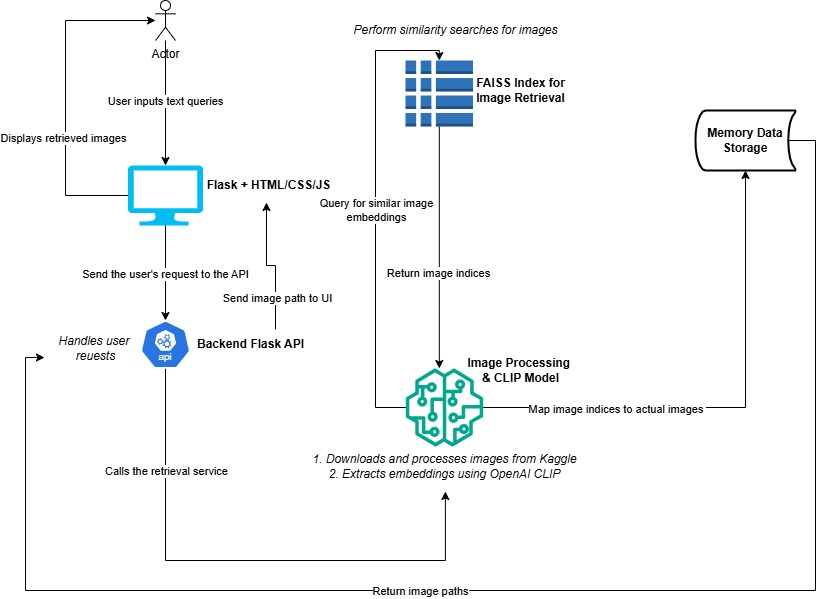 Perform similarity searches for images
Actor
FAISS Index for
Image Retrieval
User inputs text queries
Displays retrieved images
Memory Data
Storage
Flask + HTML/CSS/JS
Query for similar image
embeddings
Send the user's request to the API
Return image indices
Send image path to UI
Handles user
reuests
api
Backend Flask API
Image Processing
& CLIP Model
Map image indices to actual images
1. Downloads and processes images from Kaggle
2. Extracts embeddings using OpenAI CLIP
Calls the retrieval service
Return image paths